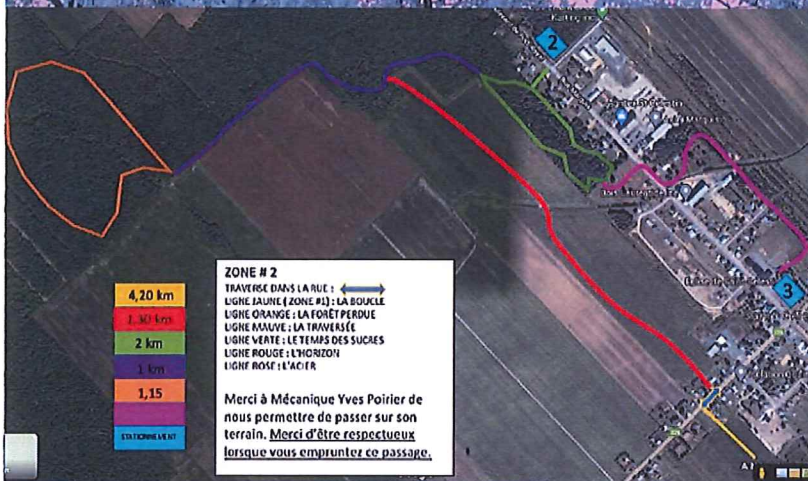 2
3
4,20 km
1,30 km
2 km
1 km
1,15
STATIONNEMENT
ZONE # 2
TRAVERSE DANS LA RUE :
LIGNE JAUNE ( ZONE #1) : LA BOUCLE
LIGNE ORANGE : LA FORÊT PERDUE
LIGNE MAUVE : LA TRAVERSÉE
LIGNE VERTE : LE TEMPS DES SUCRES
LIGNE ROUGE : L'HORIZON
LIGNE ROSE : L'ACIER
Merci à Mécanique Yves Poirier de
nous permettre de passer sur son
terrain. Merci d'être respectueux
lorsque vous empruntez ce passage.